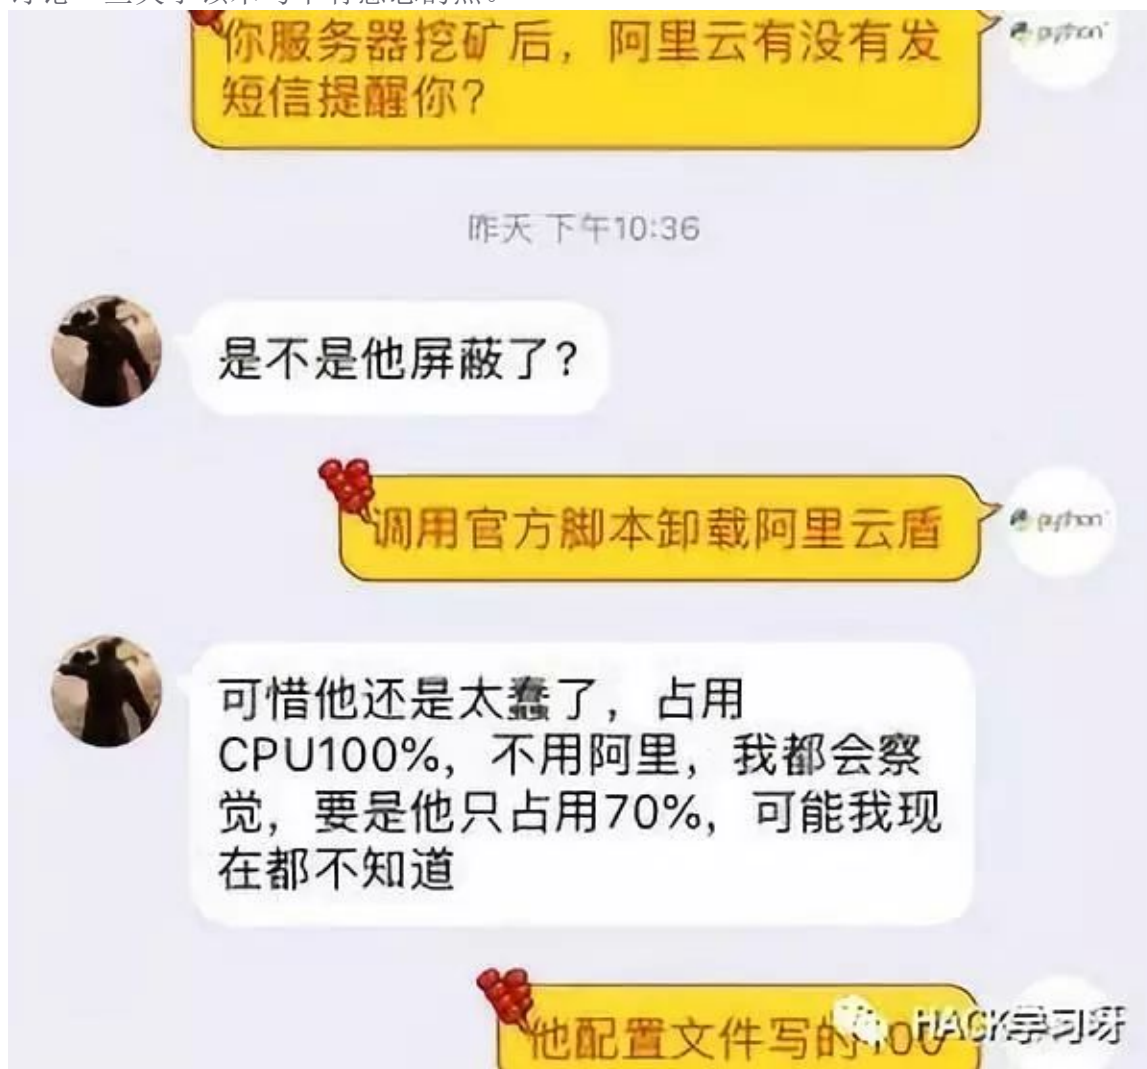 你服务器挖矿后，阿里云有没有发
短信提醒你？
python
昨天 下午10:36
是不是他屏蔽了？
调用官方脚本卸载阿里云盾
python
可惜他还是太蠢了，占用
CPU100%，不用阿里，我都会察
觉，要是他只占用70%，可能我现
在都不知道
他配置文件写的100
HACK学习呀